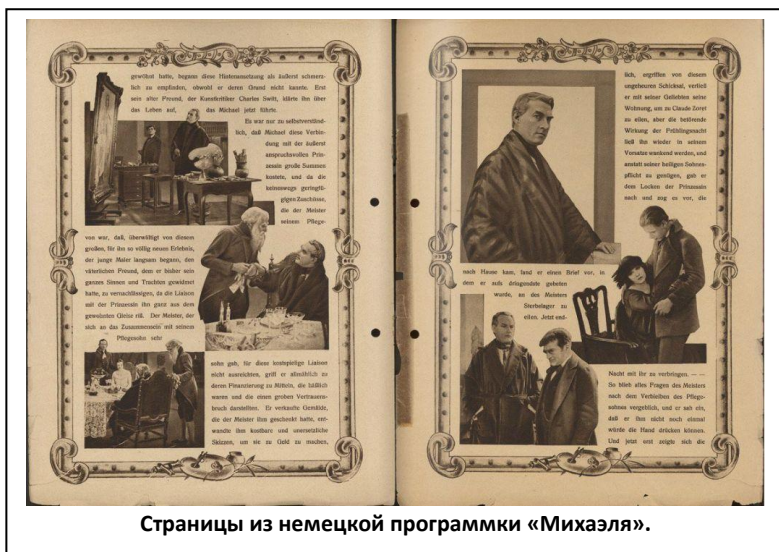 gewöhnt hatte, begann diese Hintansetzung als äußerst schmerz-
lich zu empfinden, obwohl er deren Grund nicht kannte. Erst
sein alter Freund, der Kunstkritiker Charles Switt, klärte ihn über
das Leben auf, das Michael jetzt führte.
Es war nur zu selbstverständ-
lich, daß Michael diese Verbin-
dung mit der äußerst
anspruchsvollen Prin-
zessin große Summen
kostete, und da die
keineswegs geringfü-
gigen Zuschüsse,
die der Meister
seinem Pflege-
von war, daß, überwältigt von diesem
großen, für ihn so völlig neuen Erlebnis,
der junge Maler langsam begann, den
väterlichen Freund, dem er bisher sein
ganzes Sinnen und Trachten gewidmet
hatte, zu vernachlässigen, da die Liaison
mit der Prinzessin ihn ganz aus dem
gewohnten Gleise riß. Der Meister, der
sich an das Zusammensein mit seinem
Pflegesohn sehr
sohn gab, für diese kostspielige Liaison
nicht ausreichten, griff er allmählich zu
deren Finanzierung zu Mitteln, die häßlich
waren und die einen groben Vertrauens-
bruch darstellten. Er verkaufte Gemälde,
die der Meister ihm geschenkt hatte, ent-
wandte ihm kostbare und unersetzliche
Skizzen, um sie zu Geld zu machen,
lich, ergriffen von diesem
ungeheuren Schicksal, verließ
er mit seiner Geliebten seine
Wohnung, um zu Claude Zoret
zu eilen, aber die betörende
Wirkung der Frühlingsnacht
ließ ihn wieder in seinem
Vorsatze wankend werden, und
anstatt seiner heiligen Sohnes-
pflicht zu genügen, gab er
dem Locken der Prinzessin
nach und zog es vor, die
nach Hause kam, fand er einen Brief vor, in
dem er aufs dringendste gebeten
wurde, an des Meisters
Sterbelager zu
eilen. Jetzt end-
Nacht mit ihr zu verbringen. — —
So blieb alles Fragen des Meisters
nach dem Verbleiben des Pflege-
sohnes vergeblich, und er sah ein,
daß er ihm nicht noch einmal
würde die Hand drücken können.
Und jetzt erst zeigte sich die
Страницы из немецкой программки «Михаэля».